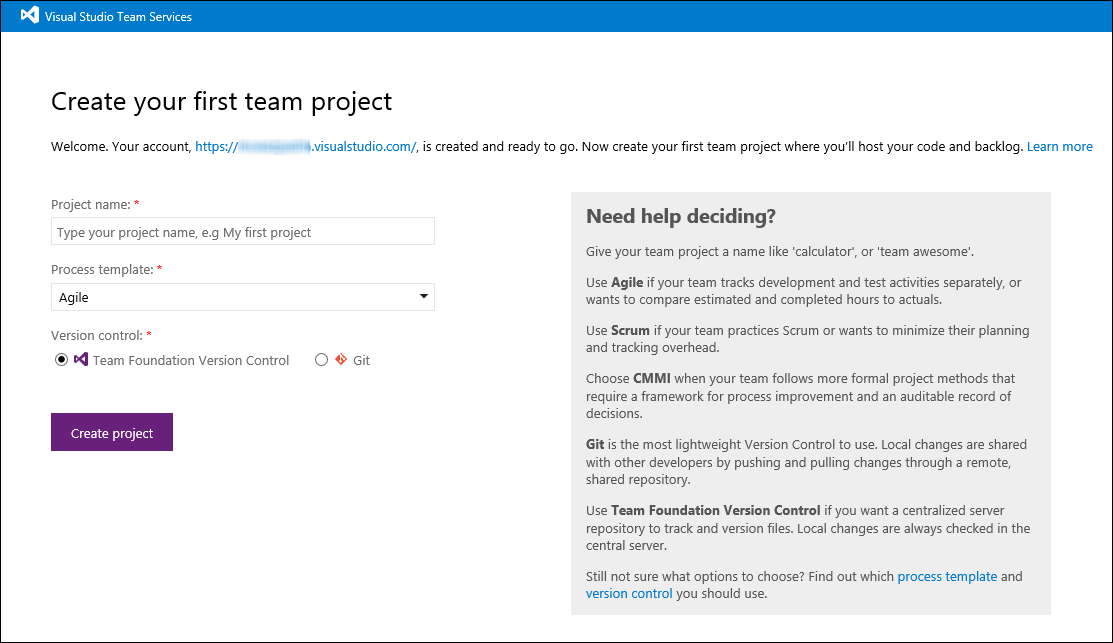 Visual Studio Team Services
Create your first team project
Welcome. Your account, https://.visualstudio.com/, is created and ready to go. Now create your first team project where you'll host your code and backlog. Learn more
Project name: *
Type your project name, e.g My first project
Process template: *
Agile
Version control: *
Team Foundation Version Control Git
Create project
Need help deciding?
Give your team project a name like 'calculator', or 'team awesome'.
Use Agile if your team tracks development and test activities separately, or
wants to compare estimated and completed hours to actuals.
Use Scrum if your team practices Scrum or wants to minimize their planning
and tracking overhead.
Choose CMMI when your team follows more formal project methods that
require a framework for process improvement and an auditable record of
decisions.
Git is the most lightweight Version Control to use. Local changes are shared
with other developers by pushing and pulling changes through a remote,
shared repository.
Use Team Foundation Version Control if you want a centralized server
repository to track and version files. Local changes are always checked in the
central server.
Still not sure what options to choose? Find out which process template and
version control you should use.